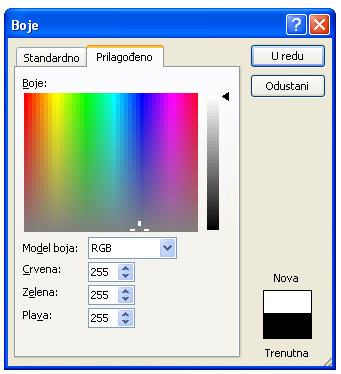 Boje
Standardno
Prilagođeno
U redu
Odustani
Boje:
Model boja:
RGB
Crvena:
255
Zelena:
255
Plava:
255
Nova
Trenutna